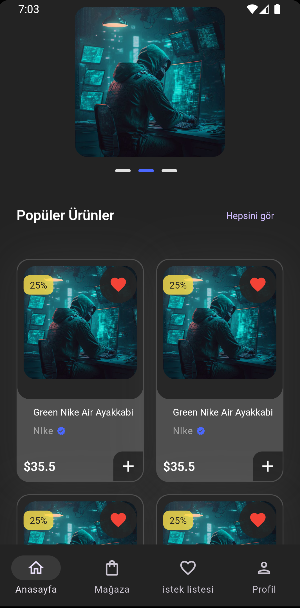 7:03
Popüler Ürünler
Hepsini gör
25%
25%
Green Nike Air Ayakkabi
Green Nike Air Ayakkabi
Nike
Nike
$35.5
+
$35.5
+
25%
25%
Anasayfa
Mağaza
istek listesi
Profil